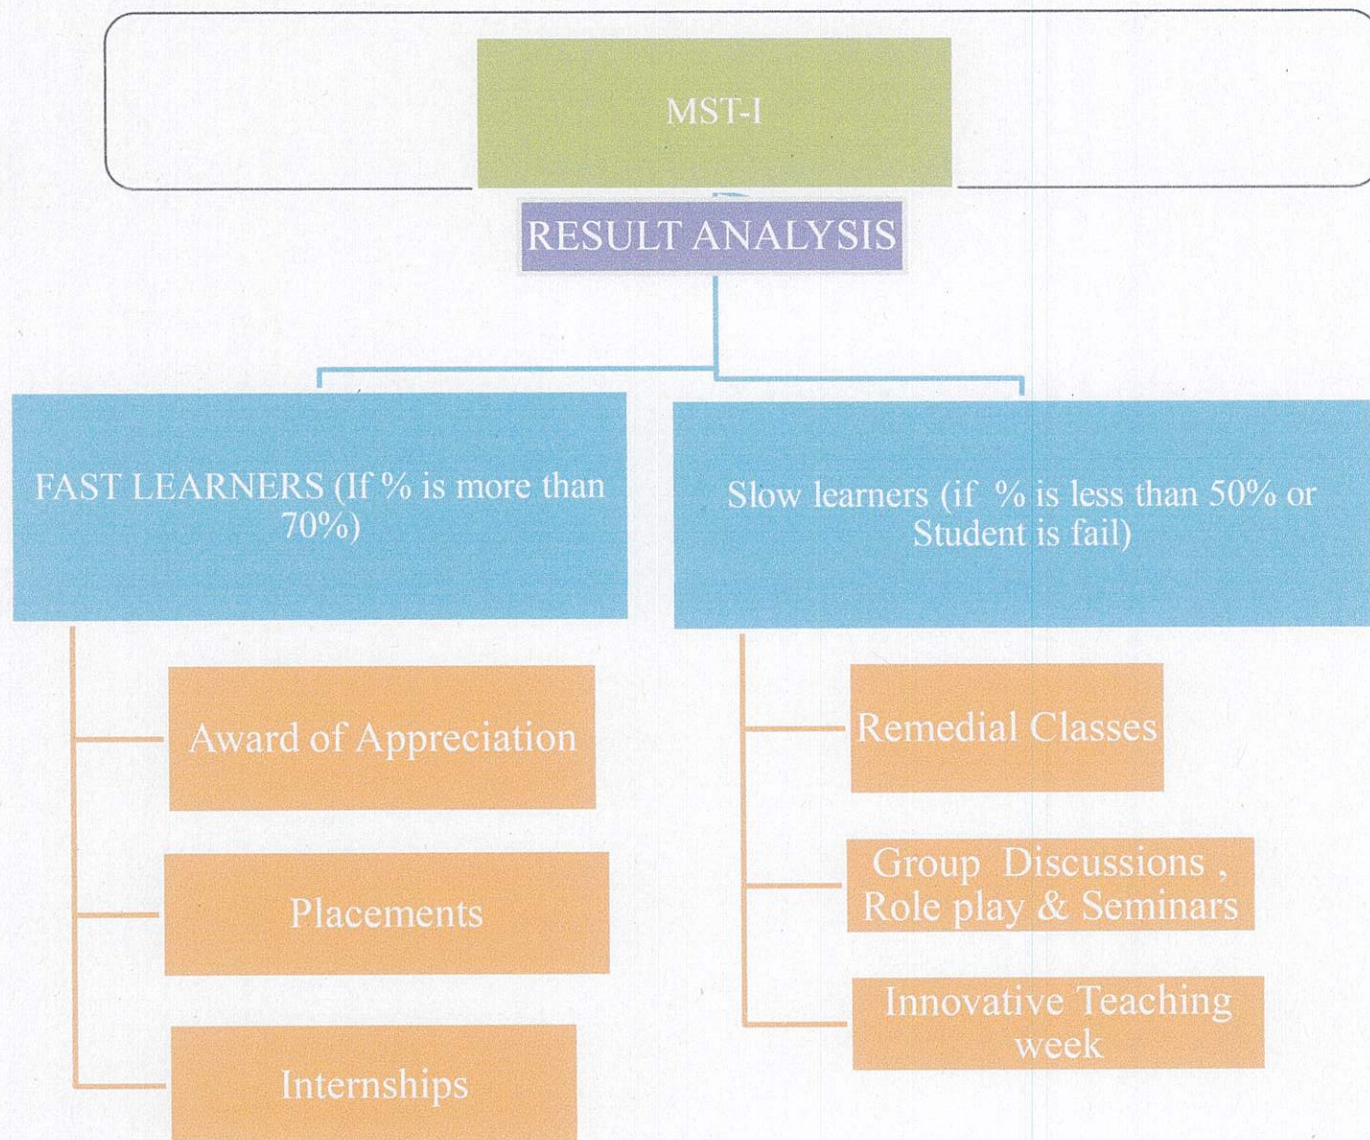 MST-I
RESULT ANALYSIS
FAST LEARNERS (If % is more than
70%)
Slow learners (if % is less than 50% or
Student is fail)
Award of Appreciation
Remedial Classes
Placements
Group Discussions ,
Role play & Seminars
Internships
Innovative Teaching
week